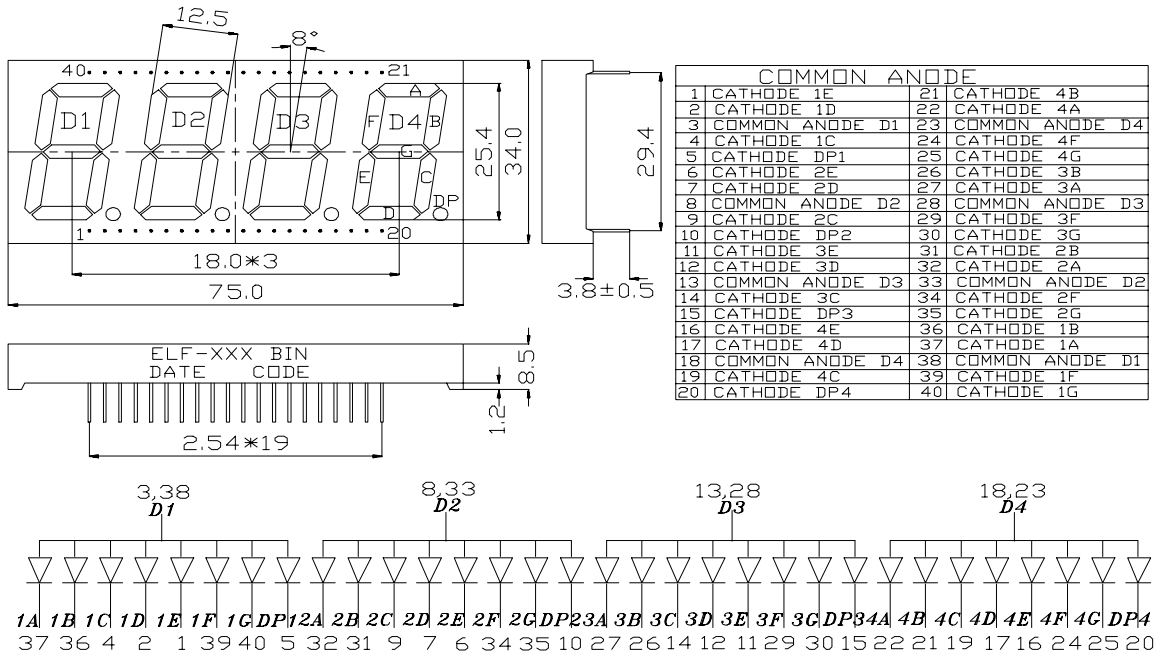 12.5
8°
40 21
A
D1 D2 D3 F D4 B
G
E C
DP
D
1 20
18.0*3
75.0
25.4
34.0
29.4
3.8±0.5
COMMON ANODE
1 CATHODE 1E 21 CATHODE 4B
2 CATHODE 1D 22 CATHODE 4A
3 COMMON ANODE D1 23 COMMON ANODE D4
4 CATHODE 1C 24 CATHODE 4F
5 CATHODE DP1 25 CATHODE 4G
6 CATHODE 2E 26 CATHODE 3B
7 CATHODE 2D 27 CATHODE 3A
8 COMMON ANODE D2 28 COMMON ANODE D3
9 CATHODE 2C 29 CATHODE 3F
10 CATHODE DP2 30 CATHODE 3G
11 CATHODE 3E 31 CATHODE 2B
12 CATHODE 3D 32 CATHODE 2A
13 COMMON ANODE D3 33 COMMON ANODE D2
14 CATHODE 3C 34 CATHODE 2F
15 CATHODE DP3 35 CATHODE 2G
16 CATHODE 4E 36 CATHODE 1B
17 CATHODE 4D 37 CATHODE 1A
18 COMMON ANODE D4 38 COMMON ANODE D1
19 CATHODE 4C 39 CATHODE 1F
20 CATHODE DP4 40 CATHODE 1G
ELF-XXX BIN
DATE CODE
8.5
1.2
2.54*19
3,38 8,33 13,28 18,23
D1 D2 D3 D4
1A 1B 1C 1D 1E 1F 1G DP1 2A 2B 2C 2D 2E 2F 2G DP2 3A 3B 3C 3D 3E 3F 3G DP3 4A 4B 4C 4D 4E 4F 4G DP4
37 36 4 2 1 39 40 5 32 31 9 7 6 34 35 10 27 26 14 12 11 29 30 15 22 21 19 17 16 24 25 20